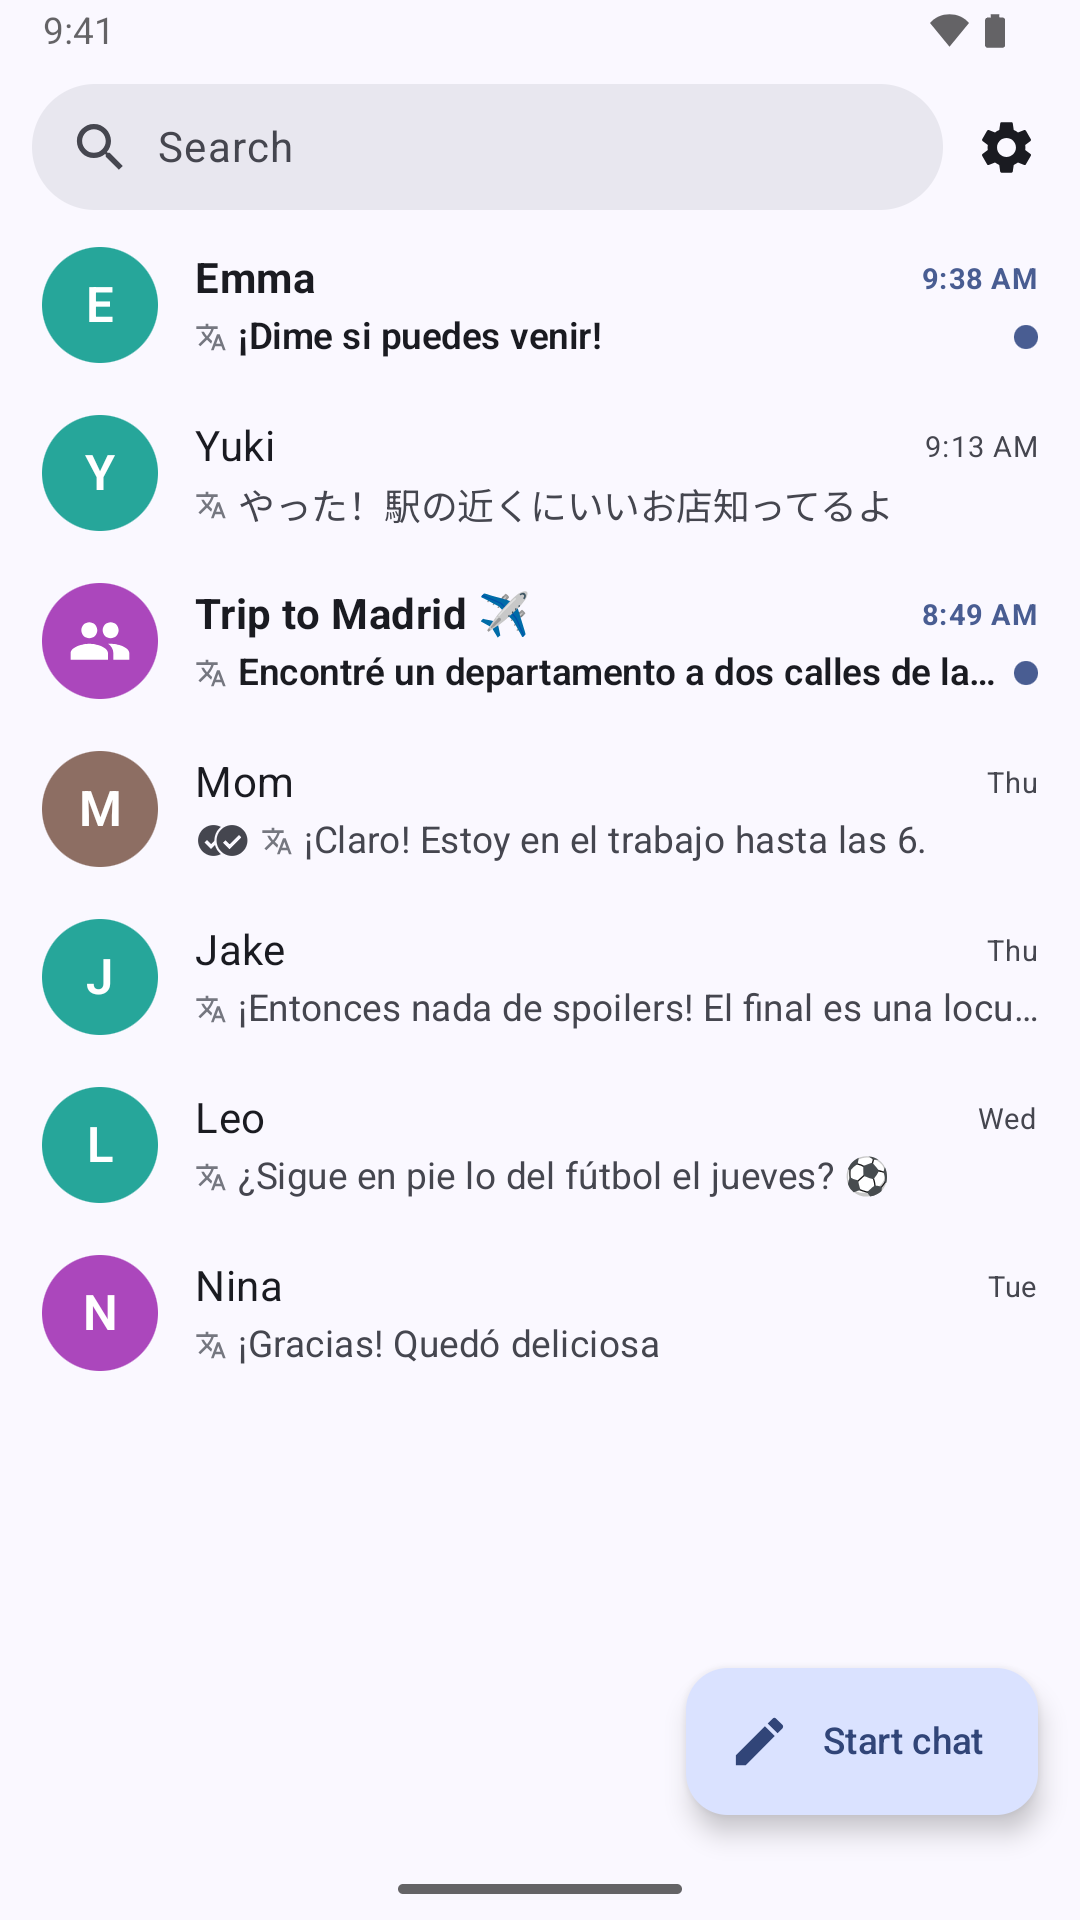 9:41
Search
E
Emma
9:38 AM
¡Dime si puedes venir!
Y
Yuki
9:13 AM
やった！駅の近くにいいお店知ってるよ
Trip to Madrid ✈️
8:49 AM
Encontré un departamento a dos calles de la…
M
Mom
Thu
¡Claro! Estoy en el trabajo hasta las 6.
J
Jake
Thu
¡Entonces nada de spoilers! El final es una locu…
L
Leo
Wed
¿Sigue en pie lo del fútbol el jueves? ⚽
N
Nina
Tue
¡Gracias! Quedó deliciosa
Start chat